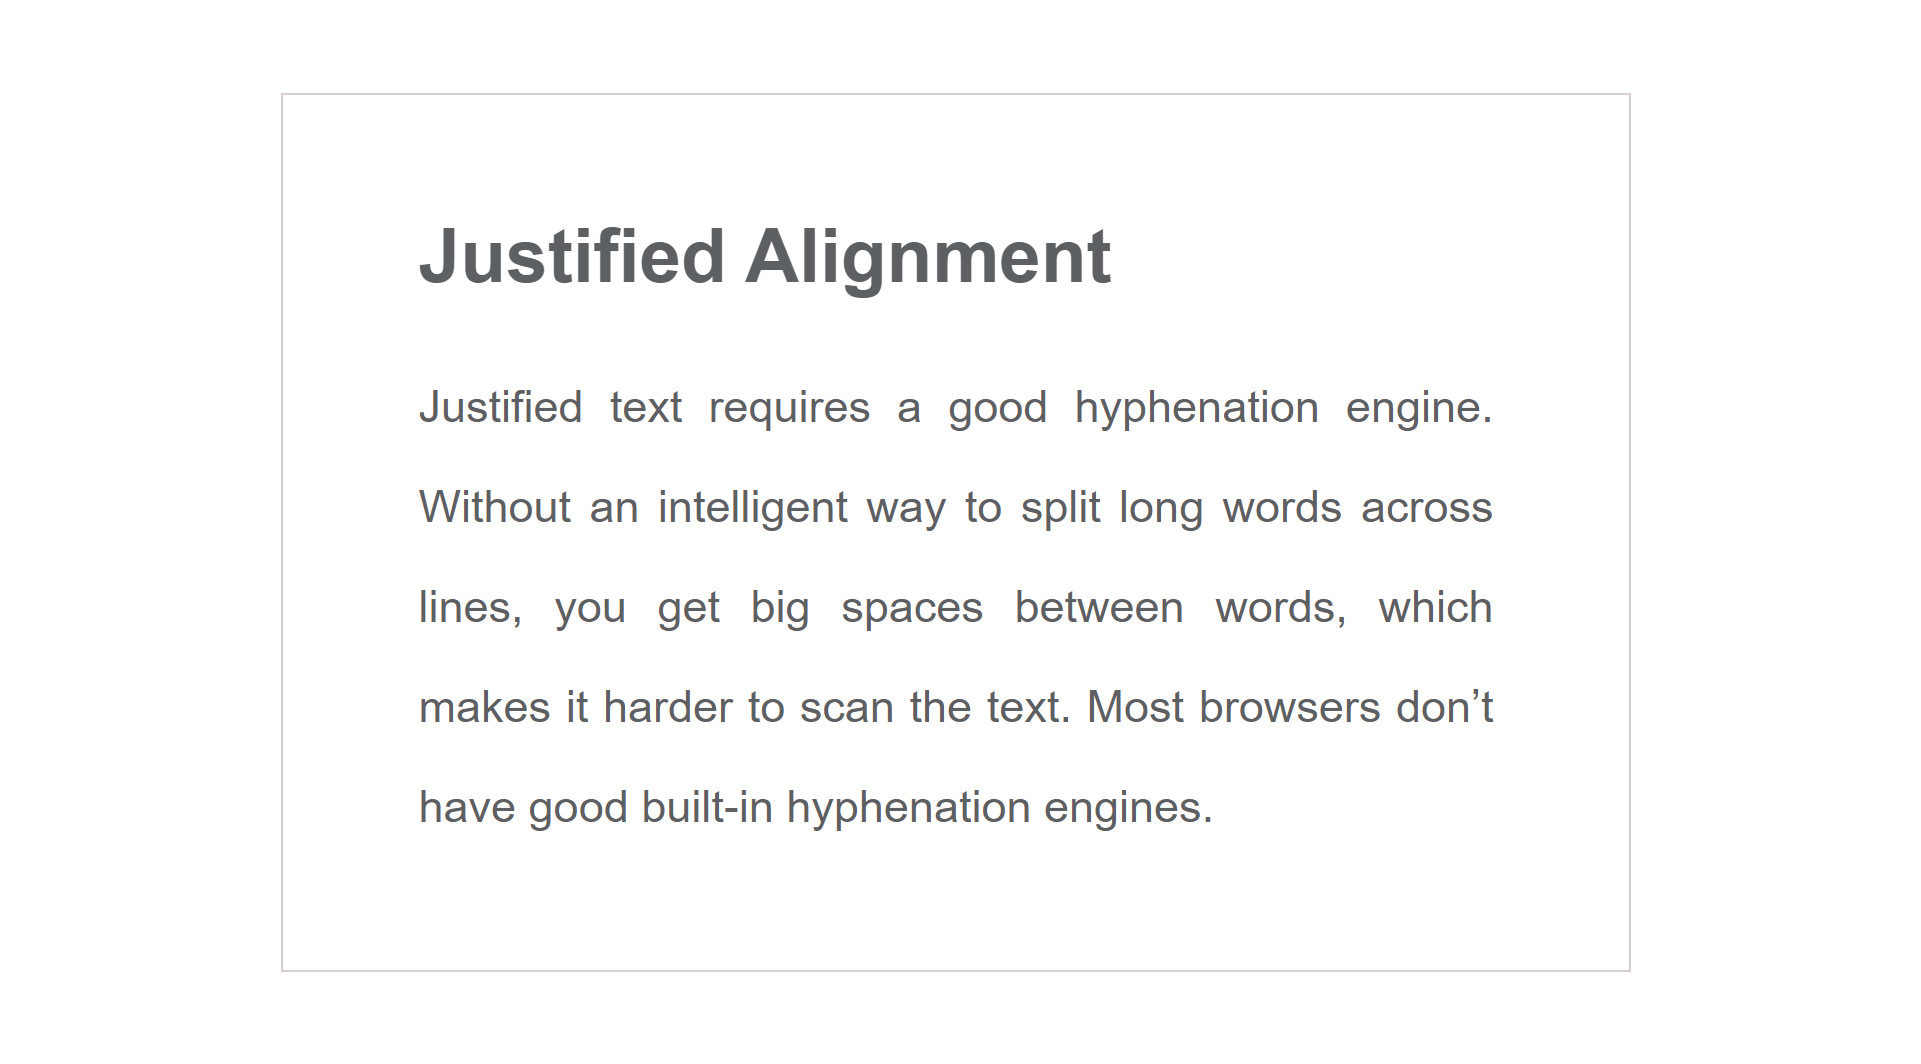 Justified Alignment
Justified text requires a good hyphenation engine.
Without an intelligent way to split long words across
lines, you get big spaces between words, which
makes it harder to scan the text. Most browsers don’t
have good built-in hyphenation engines.